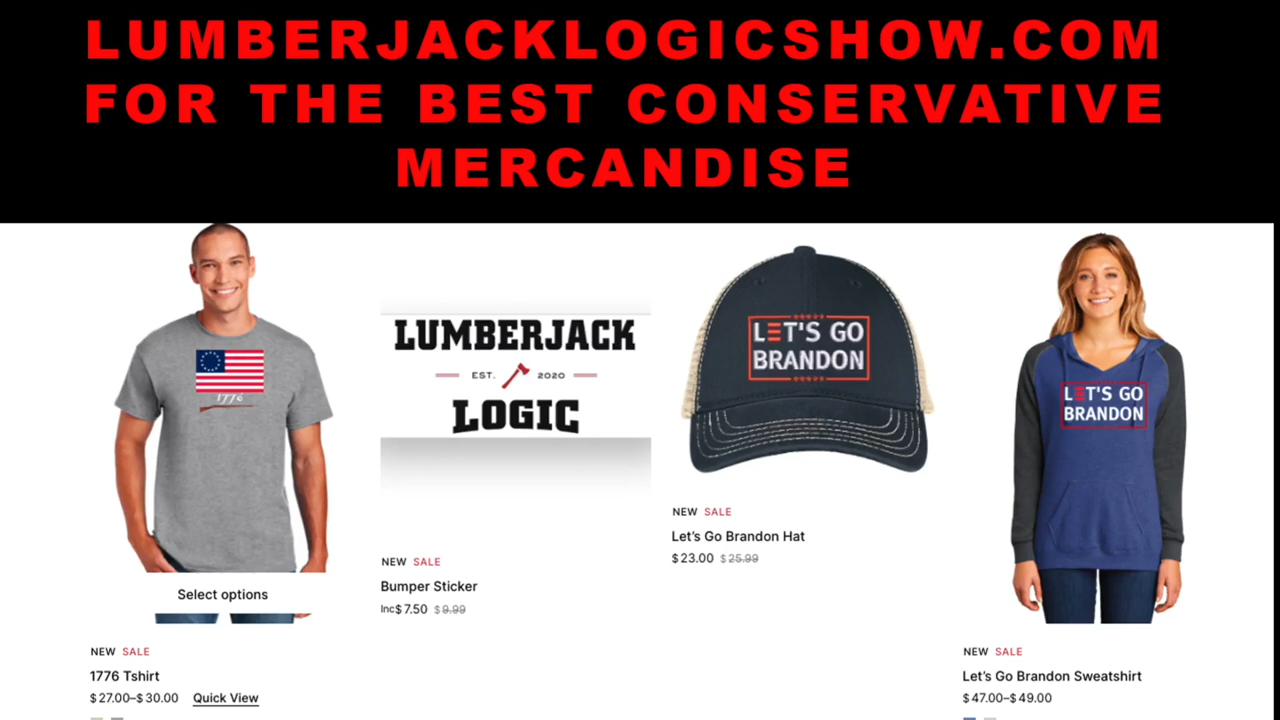 LUMBERJACKLOGICSHOW.COM
FOR THE BEST CONSERVATIVE
MERCANDISE
1776
LUMBERJACK
EST. 2020
LOGIC
LET'S GO
BRANDON
LET'S GO
BRANDON
Select options
NEW SALE
1776 Tshirt
$27.00–$30.00 Quick View
NEW SALE
Bumper Sticker
Inc$7.50 $9.99
NEW SALE
Let's Go Brandon Hat
$23.00 $25.99
NEW SALE
Let's Go Brandon Sweatshirt
$47.00–$49.00